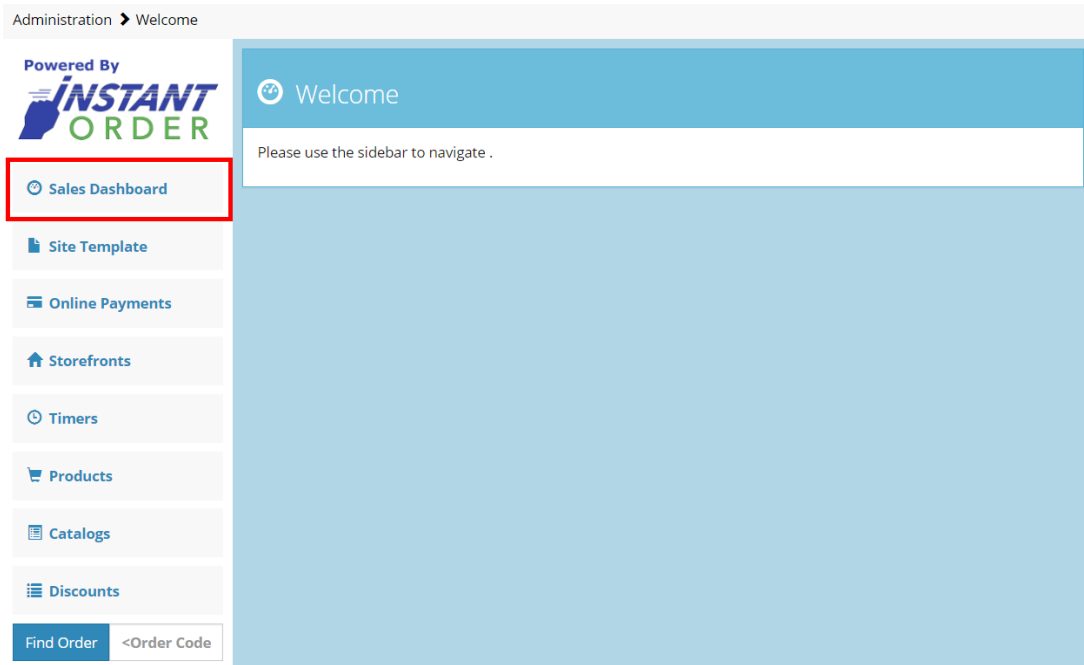 Administration > Welcome
Powered By
INSTANT
ORDER
Sales Dashboard
Site Template
Online Payments
Storefronts
Timers
Products
Catalogs
Discounts
Find Order
<Order Code
Welcome
Please use the sidebar to navigate .